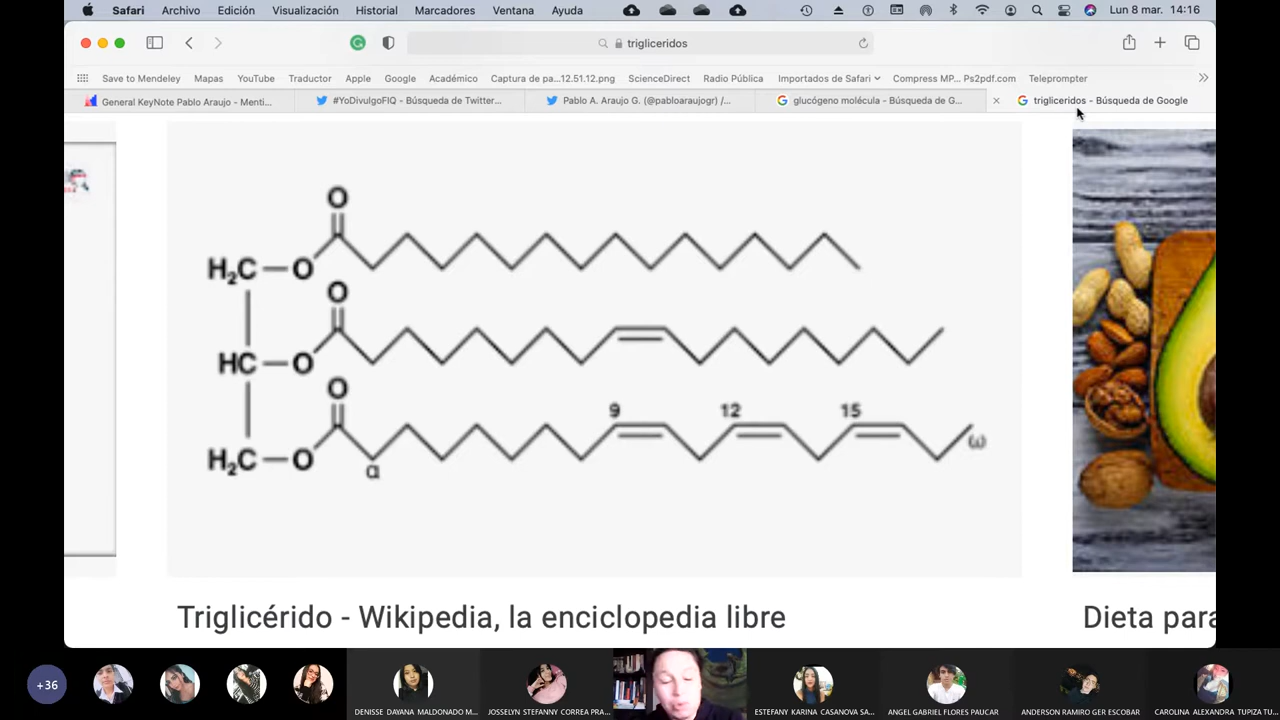 Safari Archivo Edición Visualización Historial Marcadores Ventana Ayuda Lun 8 mar. 14:16
trigliceridos
Save to Mendeley Mapas YouTube Traductor Apple Google Académico Captura de pa...12.51.12.png ScienceDirect Radio Pública Importados de Safari Compress MP... Ps2pdf.com Teleprompter
General KeyNote Pablo Araujo - Menti... #YoDivulgoFIQ - Búsqueda de Twitter... Pablo A. Araujo G. (@pabloaraujogr) /... glucógeno molécula - Búsqueda de G... trigliceridos - Búsqueda de Google
O
H₂C O
O
HC O
O
9 12 15
ω
H₂C O
α
Triglicérido - Wikipedia, la enciclopedia libre Dieta para
+36 DENISSE DAYANA MALDONADO M... JOSSELYN STEFANNY CORREA PRA... ESTEFANY KARINA CASANOVA SA... ANGEL GABRIEL FLORES PAUCAR ANDERSON RAMIRO GER ESCOBAR CAROLINA ALEXANDRA TUPIZA TU...